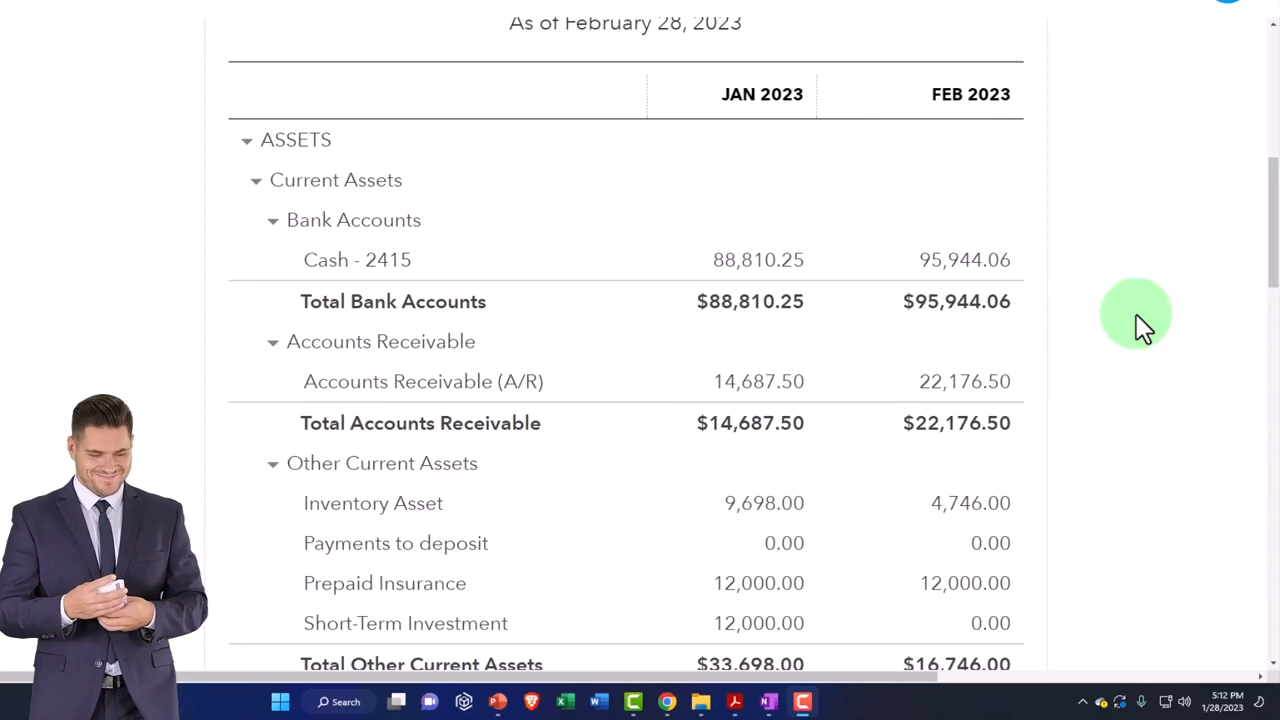 As of February 28, 2023
JAN 2023 FEB 2023
ASSETS
Current Assets
Bank Accounts
Cash - 2415 88,810.25 95,944.06
Total Bank Accounts $88,810.25 $95,944.06
Accounts Receivable
Accounts Receivable (A/R) 14,687.50 22,176.50
Total Accounts Receivable $14,687.50 $22,176.50
Other Current Assets
Inventory Asset 9,698.00 4,746.00
Payments to deposit 0.00 0.00
Prepaid Insurance 12,000.00 12,000.00
Short-Term Investment 12,000.00 0.00
Total Other Current Assets $33,698.00 $16,746.00
Search
5:12 PM
1/28/2023